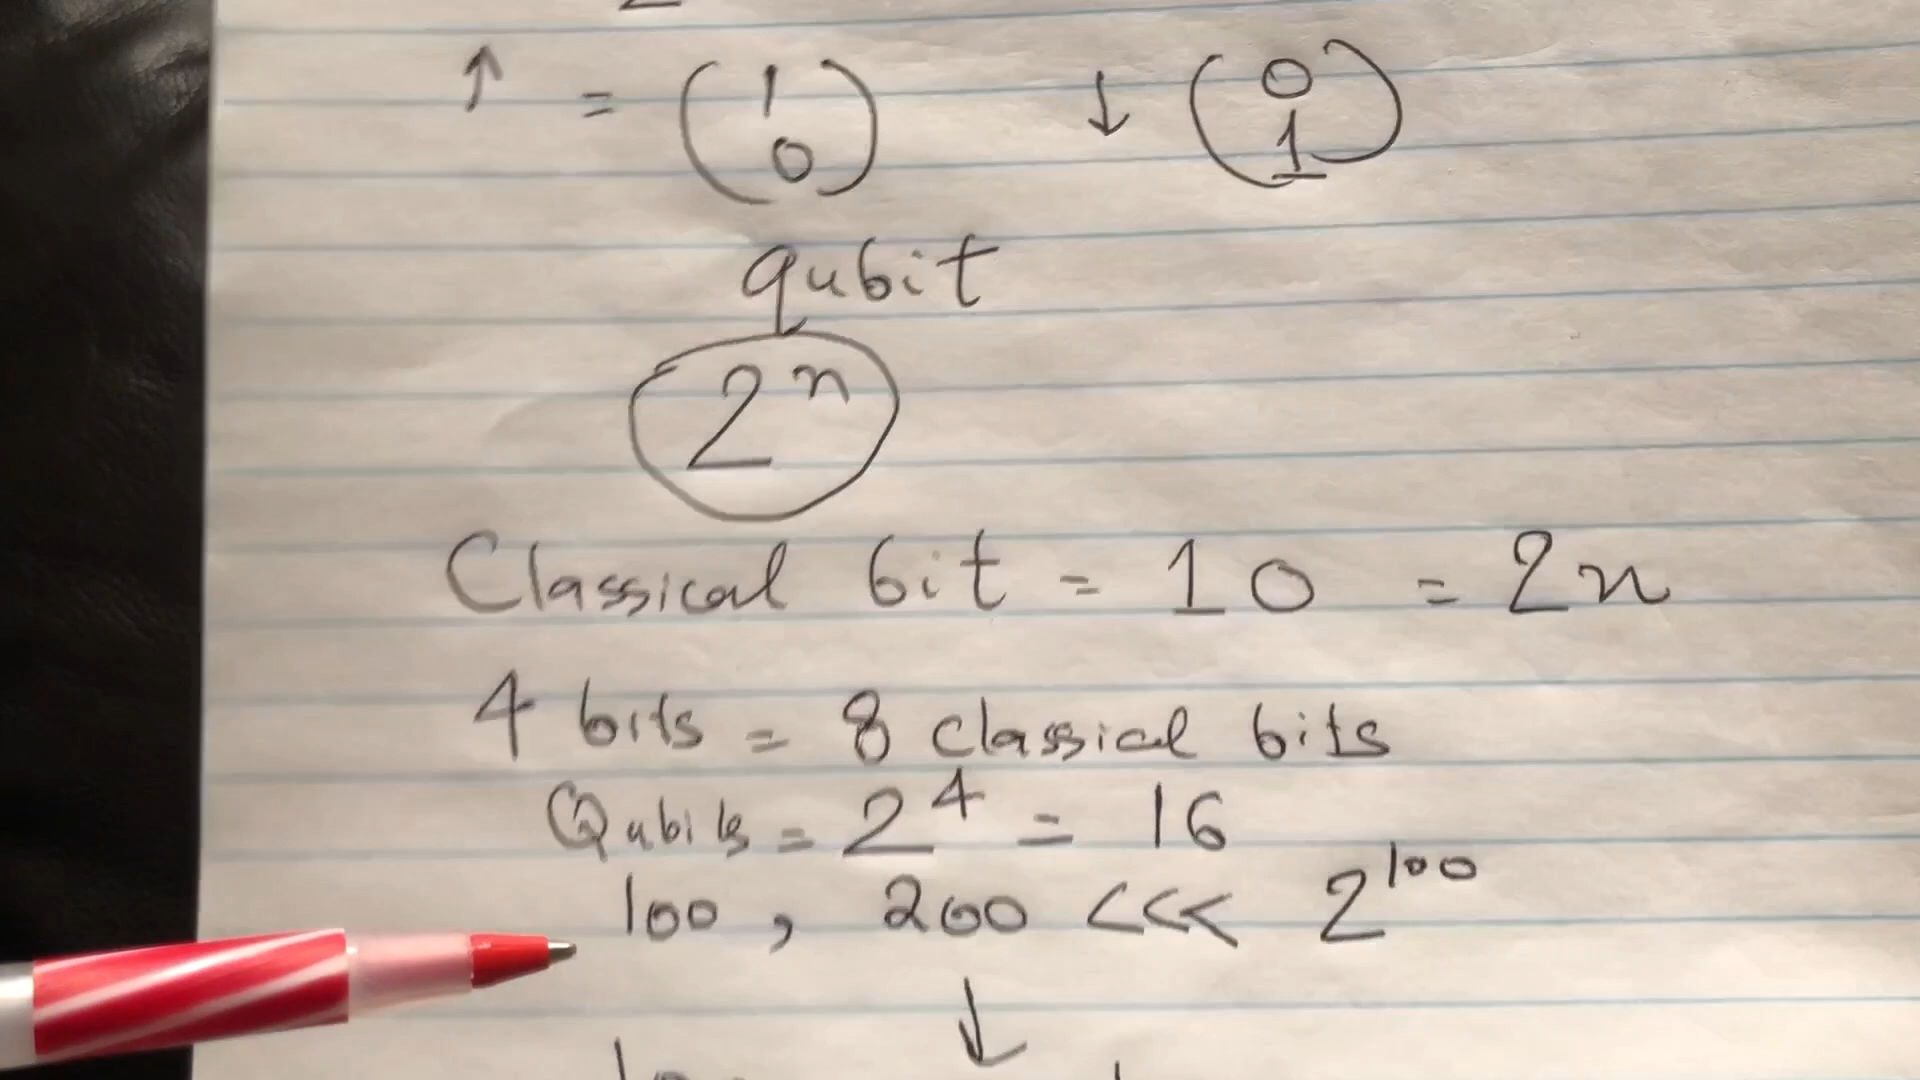 ↑ = (1 0) ↓ (0 1)
qubit
2ⁿ
Classical bit = 1 0 = 2n
4 bits = 8 classical bits
Qubits = 2⁴ = 16
100 , 200 <<< 2¹⁰⁰
↓